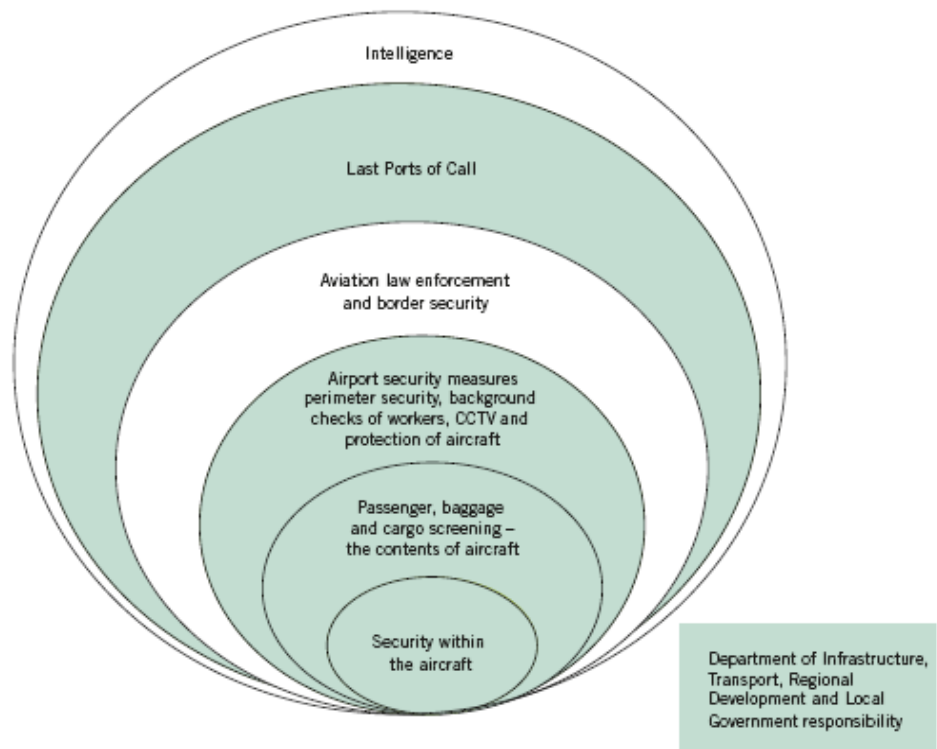 Intelligence
Last Ports of Call
Aviation law enforcement
and border security
Airport security measures
perimeter security, background
checks of workers, CCTV and
protection of aircraft
Passenger, baggage
and cargo screening –
the contents of aircraft
Security within
the aircraft
Department of Infrastructure,
Transport, Regional
Development and Local
Government responsibility